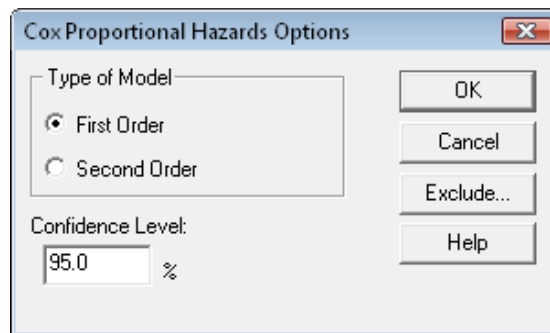 Cox Proportional Hazards Options
Type of Model
First Order
Second Order
Confidence Level:
95.0 %
OK
Cancel
Exclude...
Help